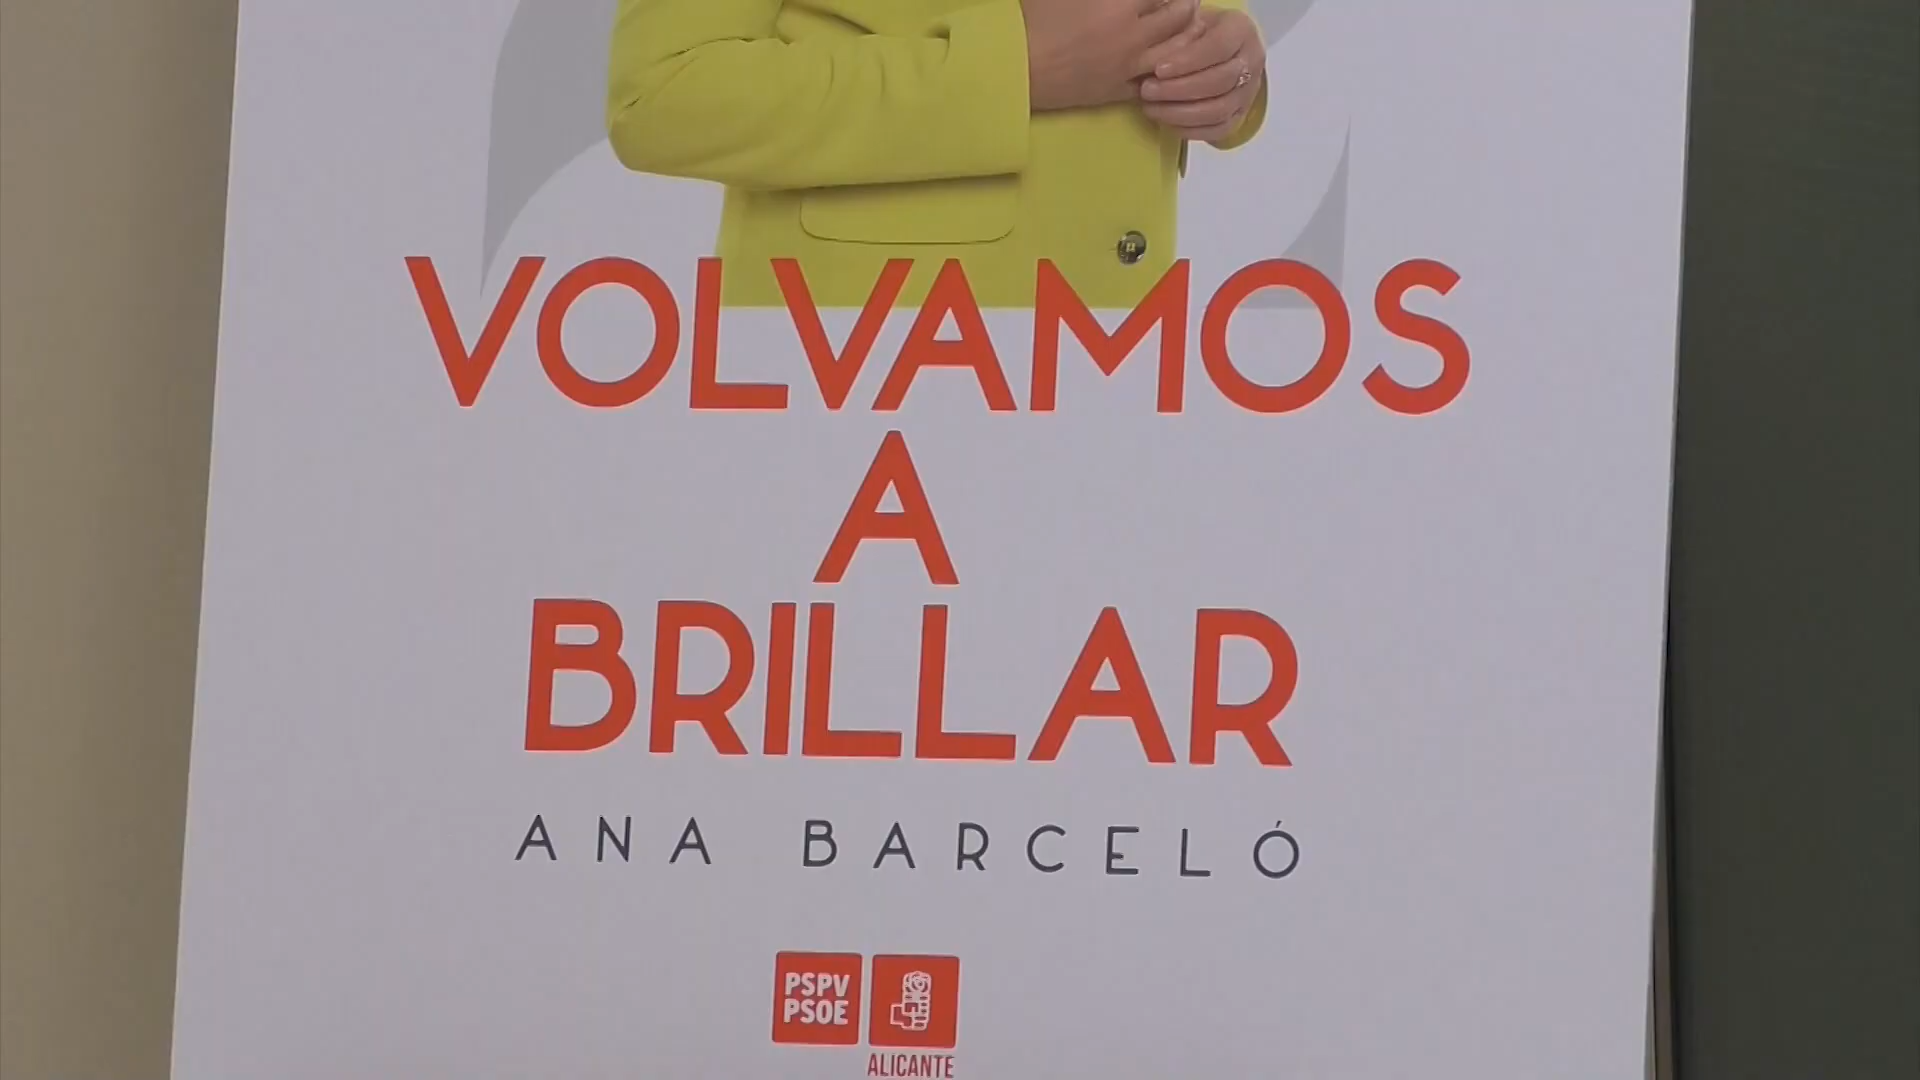 VOLVAMOS
A
BRILLAR
ANA BARCELÓ
PSPV
PSOE
ALICANTE